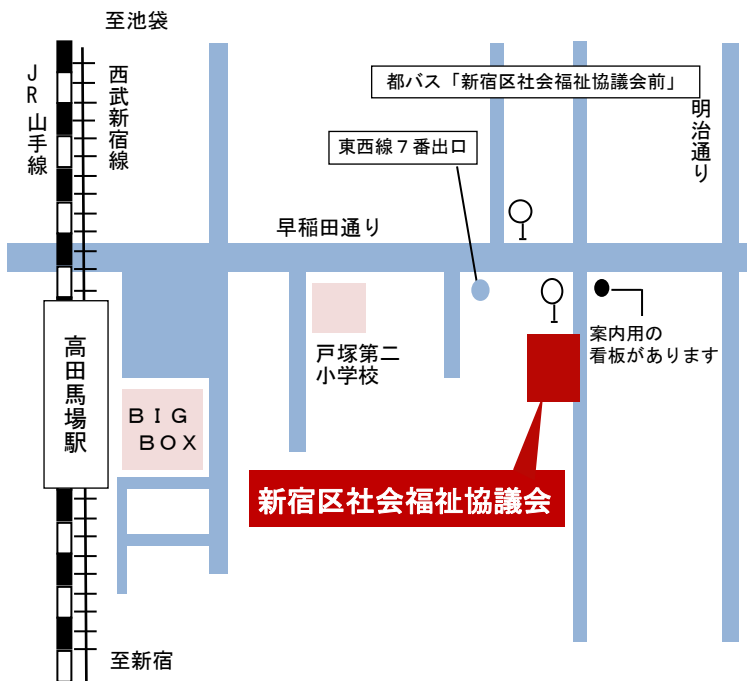 至池袋
JR山手線
西武新宿線
都バス「新宿区社会福祉協議会前」
明治通り
東西線７番出口
早稲田通り
案内用の
看板があります
戸塚第二
小学校
高田馬場駅
ＢＩＧ
ＢＯＸ
新宿区社会福祉協議会
至新宿